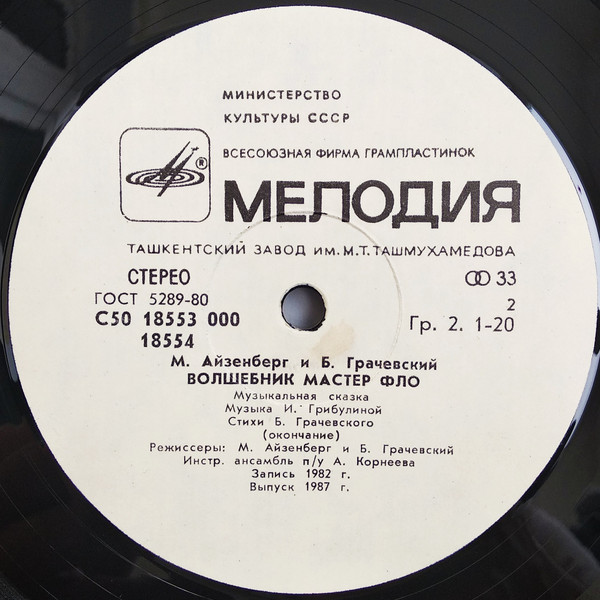 МИНИСТЕРСТВО
КУЛЬТУРЫ СССР
ВСЕСОЮЗНАЯ ФИРМА ГРАМПЛАСТИНОК
® МЕЛОДИЯ
ТАШКЕНТСКИЙ ЗАВОД ИМ. М.Т. ТАШМУХАМЕДОВА
СТЕРЕО 33
ГОСТ 5289-80 2
С50 18553 000 Гр. 2. 1-20
18554
М. Айзенберг и Б. Грачевский
ВОЛШЕБНИК МАСТЕР ФЛО
Музыкальная сказка
Музыка И. Грибулиной
Стихи Б. Грачевского
(окончание)
Режиссеры: М. Айзенберг и Б. Грачевский
Инстр. ансамбль п/у А. Корнеева
Запись 1982 г.
Выпуск 1987 г.